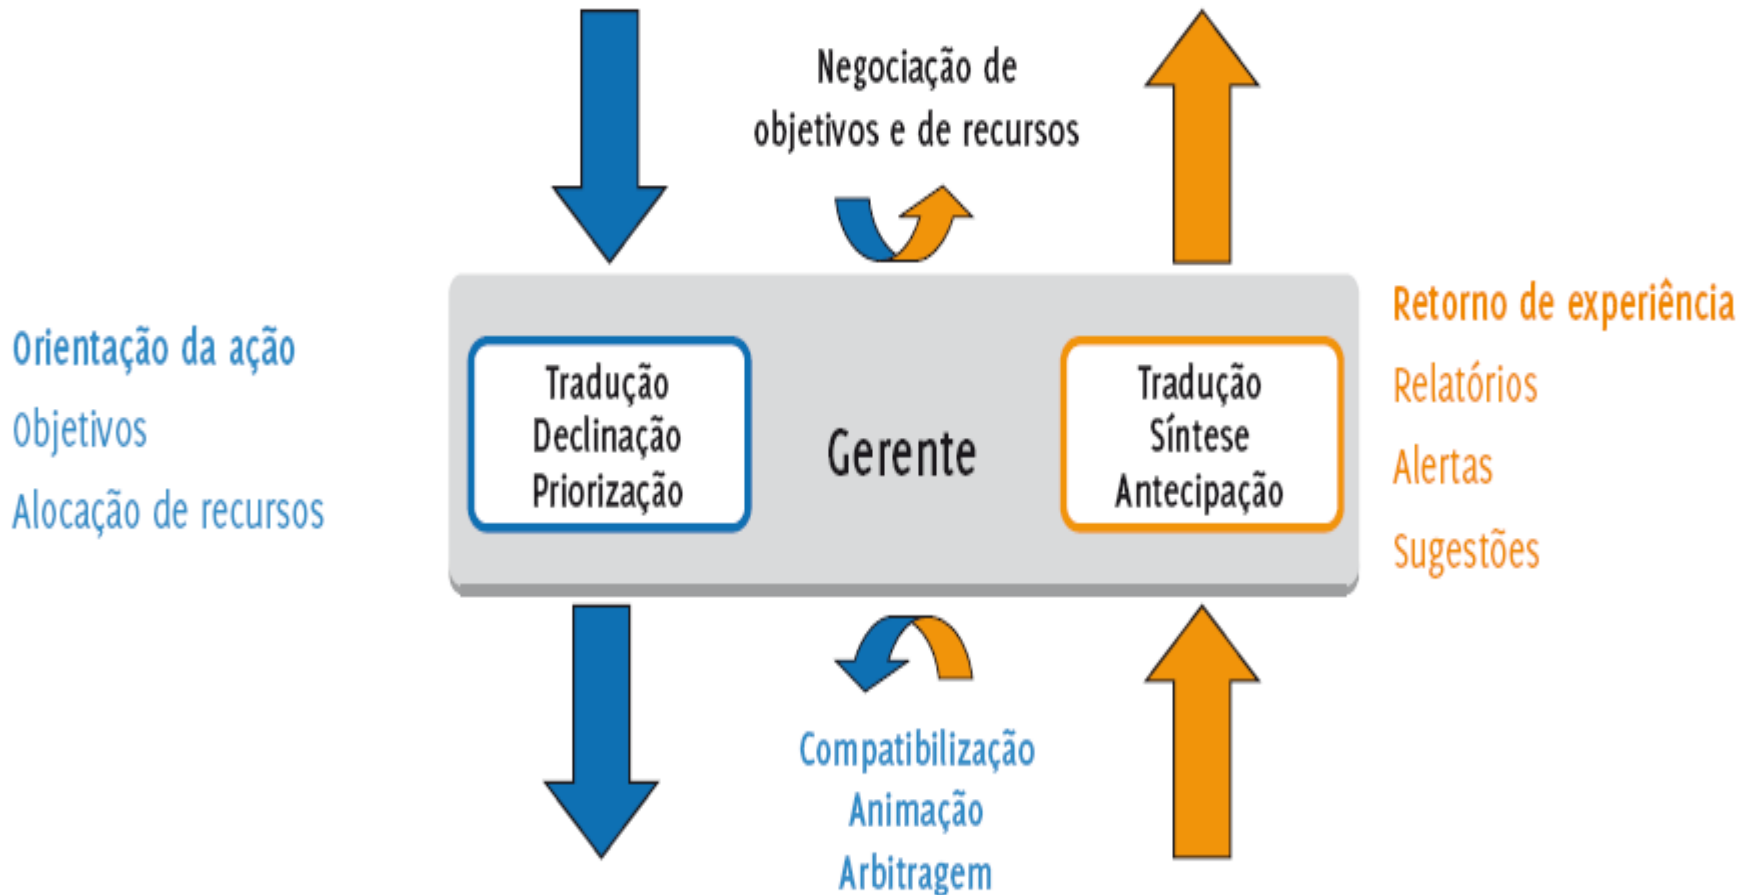 Negociação de
objetivos e de recursos
Orientação da ação
Objetivos
Alocação de recursos
Tradução
Declinação
Priorização
Gerente
Tradução
Síntese
Antecipação
Retorno de experiência
Relatórios
Alertas
Sugestões
Compatibilização
Animação
Arbitragem